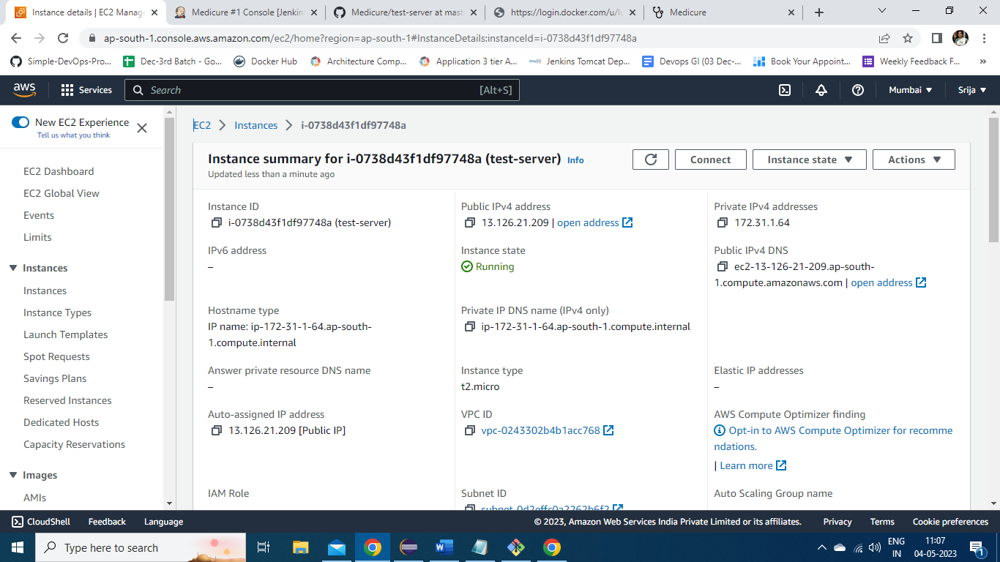 Instance details | EC2 Manag
Medicure #1 Console [Jenkin
Medicure/test-server at mast
https://login.docker.com/u/lo
Medicure
ap-south-1.console.aws.amazon.com/ec2/home?region=ap-south-1#InstanceDetails:instanceId=i-0738d43f1df97748a
Simple-DevOps-Pro...
Dec-3rd Batch - Go...
Docker Hub
Architecture Comp...
Application 3 tier A...
Jenkins Tomcat Dep...
Devops GI (03 Dec-...
Book Your Appoint...
Weekly Feedback F...
»
aws
Services
Search
[Alt+S]
Mumbai
Srija
New EC2 Experience
Tell us what you think
EC2 Dashboard
EC2 Global View
Events
Limits
Instances
Instances
Instance Types
Launch Templates
Spot Requests
Savings Plans
Reserved Instances
Dedicated Hosts
Capacity Reservations
Images
AMIs
EC2 > Instances > i-0738d43f1df97748a
Instance summary for i-0738d43f1df97748a (test-server) Info
Updated less than a minute ago
Connect
Instance state
Actions
Instance ID
i-0738d43f1df97748a (test-server)
Public IPv4 address
13.126.21.209 | open address
Private IPv4 addresses
172.31.1.64
IPv6 address
–
Instance state
Running
Public IPv4 DNS
ec2-13-126-21-209.ap-south-
1.compute.amazonaws.com | open address
Hostname type
IP name: ip-172-31-1-64.ap-south-
1.compute.internal
Private IP DNS name (IPv4 only)
ip-172-31-1-64.ap-south-1.compute.internal
Answer private resource DNS name
–
Instance type
t2.micro
Elastic IP addresses
–
Auto-assigned IP address
13.126.21.209 [Public IP]
VPC ID
vpc-0243302b4b1acc768
AWS Compute Optimizer finding
Opt-in to AWS Compute Optimizer for recomme
ndations.
| Learn more
IAM Role
Subnet ID
subnet-0d2effc0a2262b6f2
Auto Scaling Group name
CloudShell
Feedback
Language
© 2023, Amazon Web Services India Private Limited or its affiliates.
Privacy
Terms
Cookie preferences
Type here to search
ENG
IN
11:07
04-05-2023
1